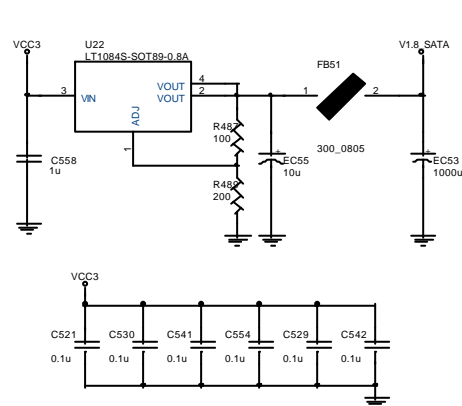 VCC3
U22
LT1084S-SOT89-0.8A
V1.8_SATA
FB51
3
VIN
VOUT
4
VOUT
2
1
2
ADJ
1
R487
100
300_0805
C558
1u
EC55
10u
EC53
1000u
R489
200
VCC3
C521
C530
C541
C554
C529
C542
0.1u
0.1u
0.1u
0.1u
0.1u
0.1u